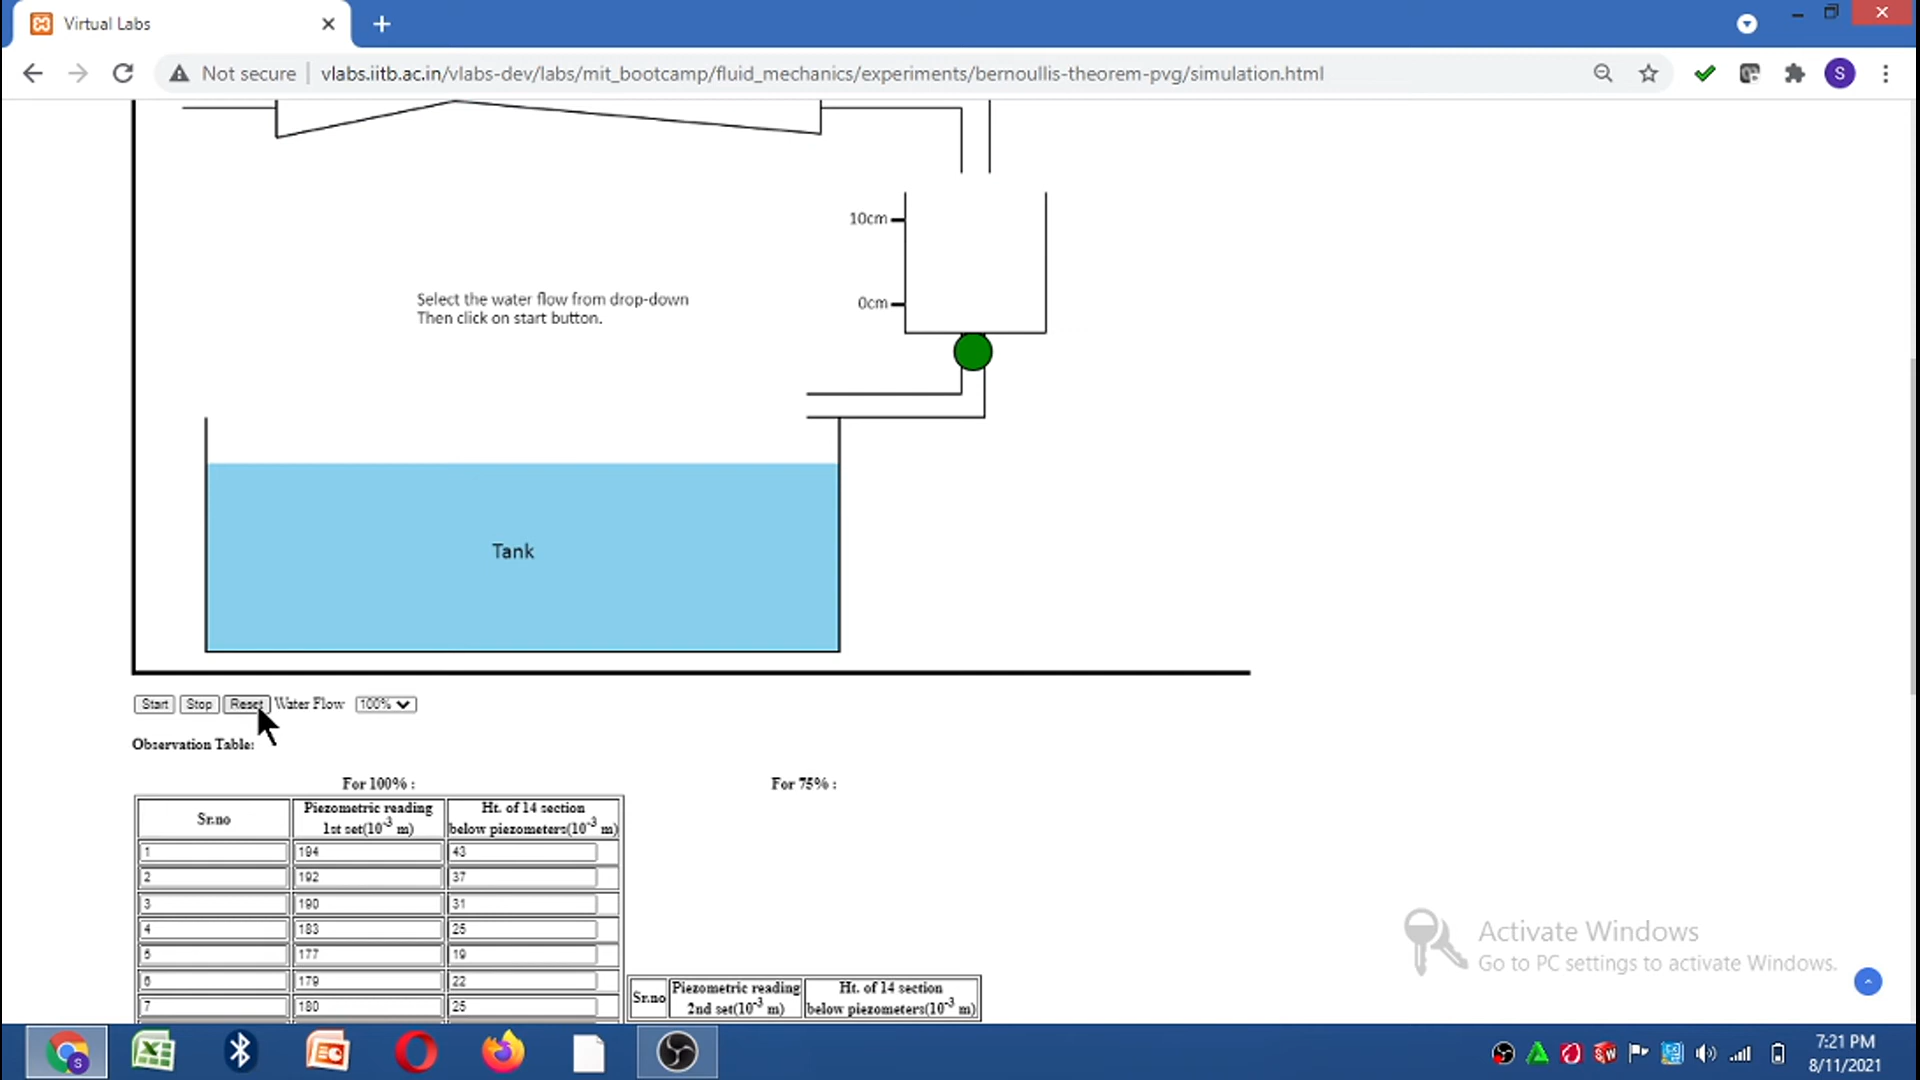 Virtual Labs
Not secure
vlabs.iitb.ac.in/vlabs-dev/labs/mit_bootcamp/fluid_mechanics/experiments/bernoullis-theorem-pvg/simulation.html
S
10cm
0cm
Select the water flow from drop-down
Then click on start button.
Tank
Start Stop Reset Water Flow 100%
Observation Table:
For 100% : For 75% :
Sr.no
Piezometric reading
1st set(10⁻³ m)
Ht. of 14 section
below piezometers(10⁻³ m)
1 194 43
2 192 37
3 190 31
4 183 25
5 177 19
6 179 22
7 180 25
Sr.no
Piezometric reading
2nd set(10⁻³ m)
Ht. of 14 section
below piezometers(10⁻³ m)
Activate Windows
Go to PC settings to activate Windows.
7:21 PM
8/11/2021